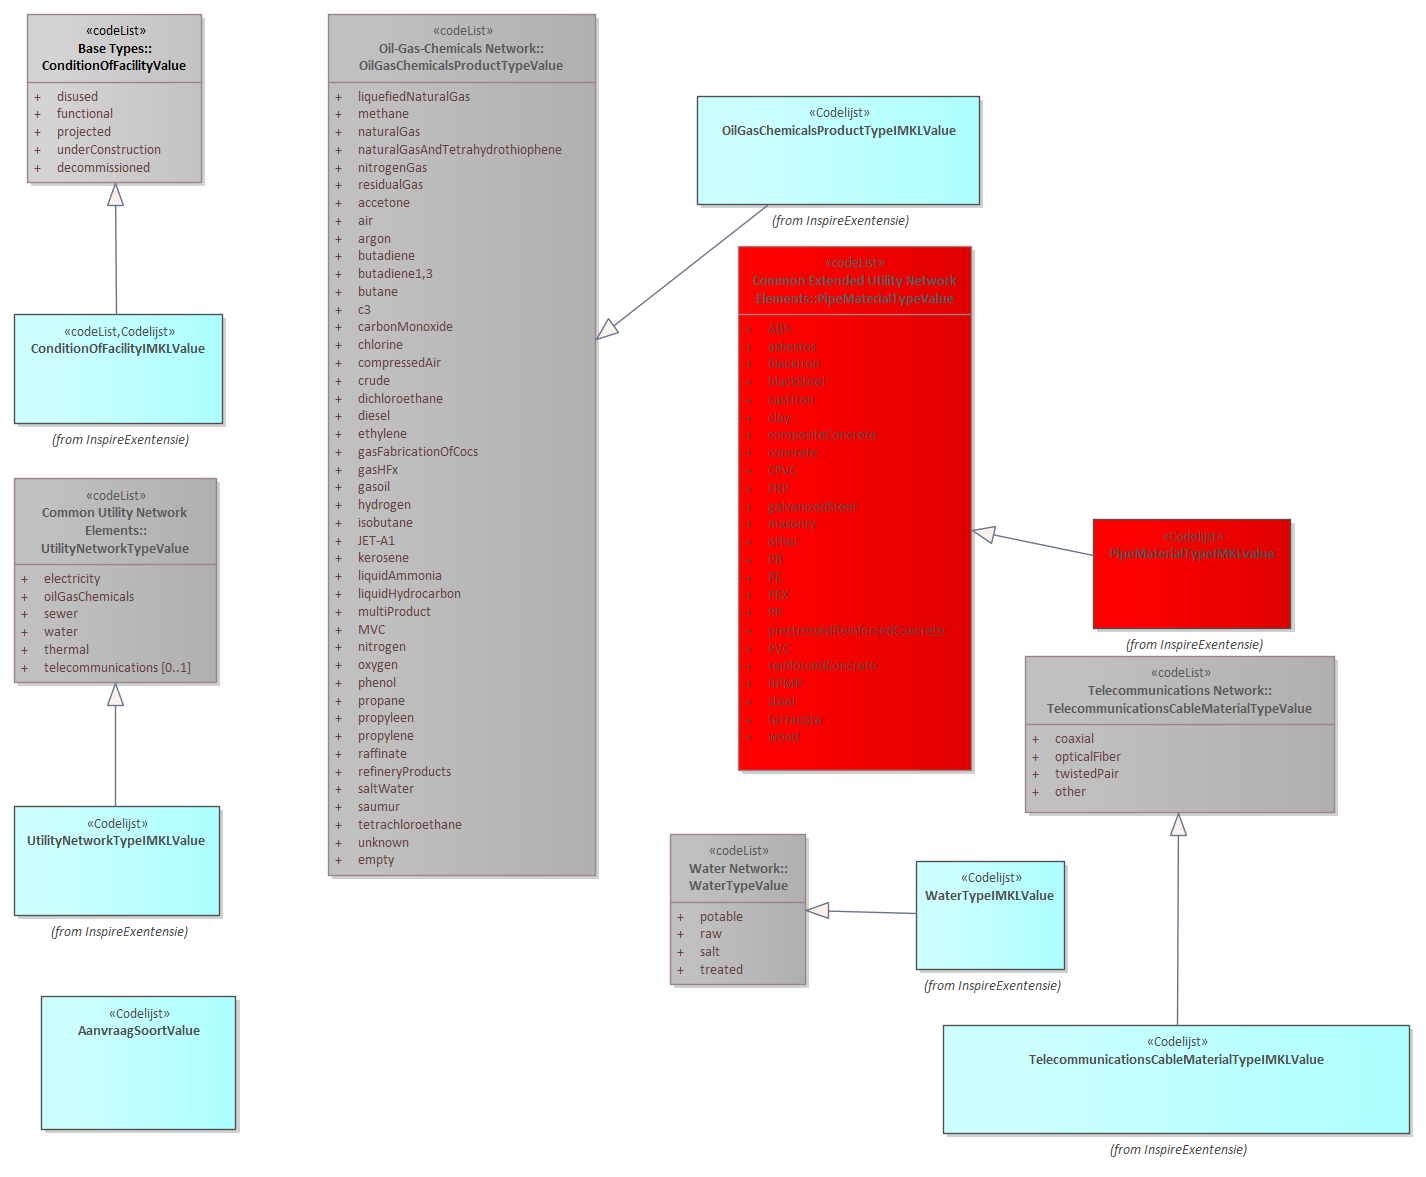 «codeList»
Base Types::
ConditionOfFacilityValue
+ disused
+ functional
+ projected
+ underConstruction
+ decommissioned
«codeList,Codelijst»
ConditionOfFacilityIMKLValue
(from InspireExentensie)
«codeList»
Common Utility Network
Elements::
UtilityNetworkTypeValue
+ electricity
+ oilGasChemicals
+ sewer
+ water
+ thermal
+ telecommunications [0..1]
«Codelijst»
UtilityNetworkTypeIMKLValue
(from InspireExentensie)
«Codelijst»
AanvraagSoortValue
«codeList»
Oil-Gas-Chemicals Network::
OilGasChemicalsProductTypeValue
+ liquefiedNaturalGas
+ methane
+ naturalGas
+ naturalGasAndTetrahydrothiophene
+ nitrogenGas
+ residualGas
+ accetone
+ air
+ argon
+ butadiene
+ butadiene1,3
+ butane
+ c3
+ carbonMonoxide
+ chlorine
+ compressedAir
+ crude
+ dichloroethane
+ diesel
+ ethylene
+ gasFabricationOfCocs
+ gasHFx
+ gasoil
+ hydrogen
+ isobutane
+ JET-A1
+ kerosene
+ liquidAmmonia
+ liquidHydrocarbon
+ multiProduct
+ MVC
+ nitrogen
+ oxygen
+ phenol
+ propane
+ propyleen
+ propylene
+ raffinate
+ refineryProducts
+ saltWater
+ saumur
+ tetrachloroethane
+ unknown
+ empty
«Codelijst»
OilGasChemicalsProductTypeIMKLValue
(from InspireExentensie)
«codeList»
Common Extended Utility Network
Elements::PipeMaterialTypeValue
+ ABS
+ asbestos
+ blackIron
+ blackSteel
+ castIron
+ clay
+ compositeConcrete
+ concrete
+ CPVC
+ FRP
+ galvanizedSteel
+ masonry
+ other
+ PB
+ PE
+ PEX
+ PP
+ prestressedReinforcedConcrete
+ PVC
+ reinforcedConcrete
+ RPMP
+ steel
+ terracota
+ wood
«Codelijst»
PipeMaterialTypeIMKLvalue
(from InspireExentensie)
«codeList»
Telecommunications Network::
TelecommunicationsCableMaterialTypeValue
+ coaxial
+ opticalFiber
+ twistedPair
+ other
«codeList»
Water Network::
WaterTypeValue
+ potable
+ raw
+ salt
+ treated
«Codelijst»
WaterTypeIMKLValue
(from InspireExentensie)
«Codelijst»
TelecommunicationsCableMaterialTypeIMKLValue
(from InspireExentensie)